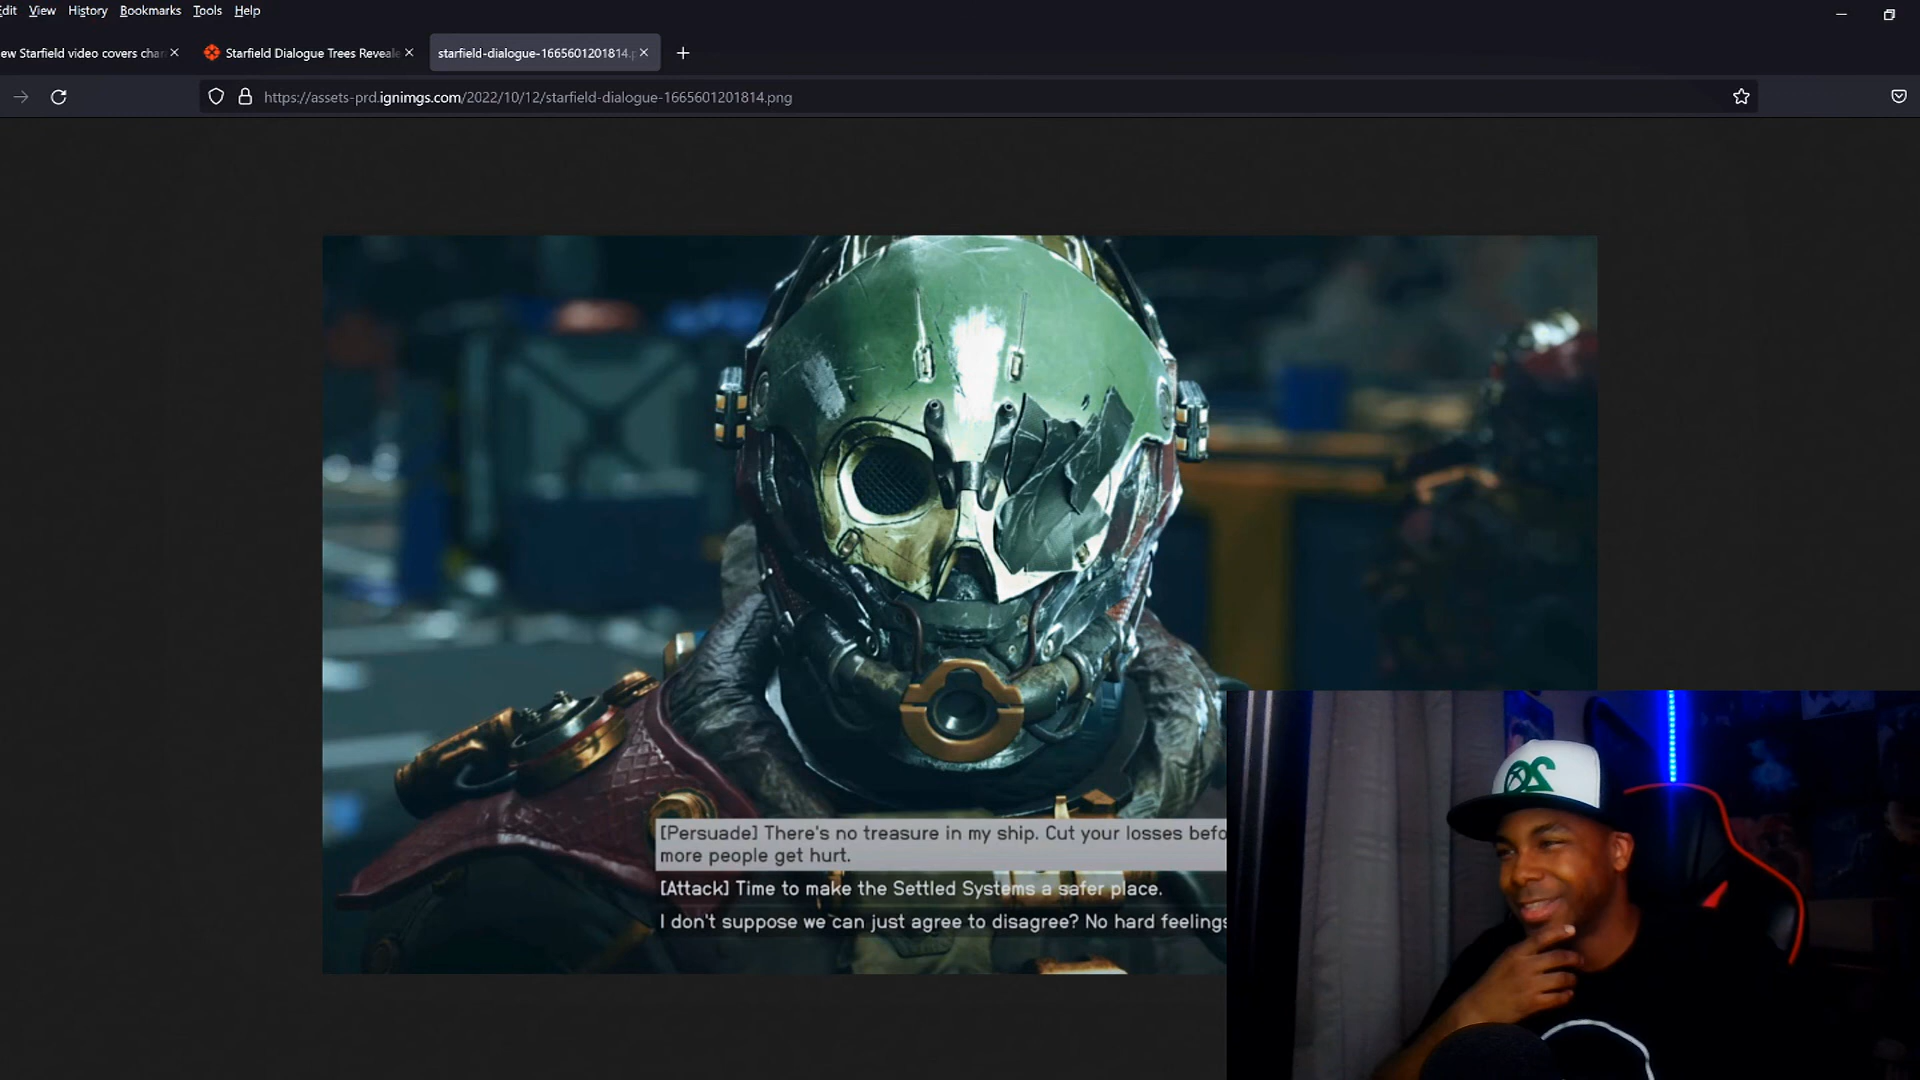 Edit View History Bookmarks Tools Help
ew Starfield video covers char
Starfield Dialogue Trees Reveale
starfield-dialogue-1665601201814.p
https://assets-prd.ignimgs.com/2022/10/12/starfield-dialogue-1665601201814.png
[Persuade] There's no treasure in my ship. Cut your losses befo
more people get hurt.
[Attack] Time to make the Settled Systems a safer place.
I don't suppose we can just agree to disagree? No hard feelings